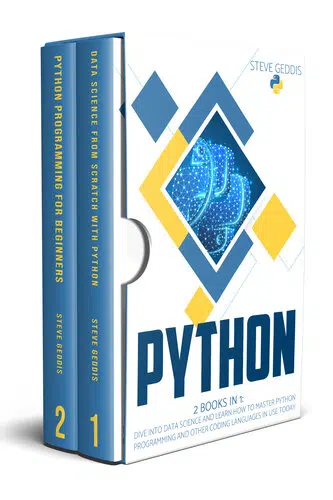 PYTHON PROGRAMMING FOR BEGINNERS
STEVE GEDDIS
2
DATA SCIENCE FROM SCRATCH WITH PYTHON
STEVE GEDDIS
1
STEVE GEDDIS
PYTHON
2 BOOKS IN 1:
DIVE INTO DATA SCIENCE AND LEARN HOW TO MASTER PYTHON
PROGRAMMING AND OTHER CODING LANGUAGES IN USE TODAY